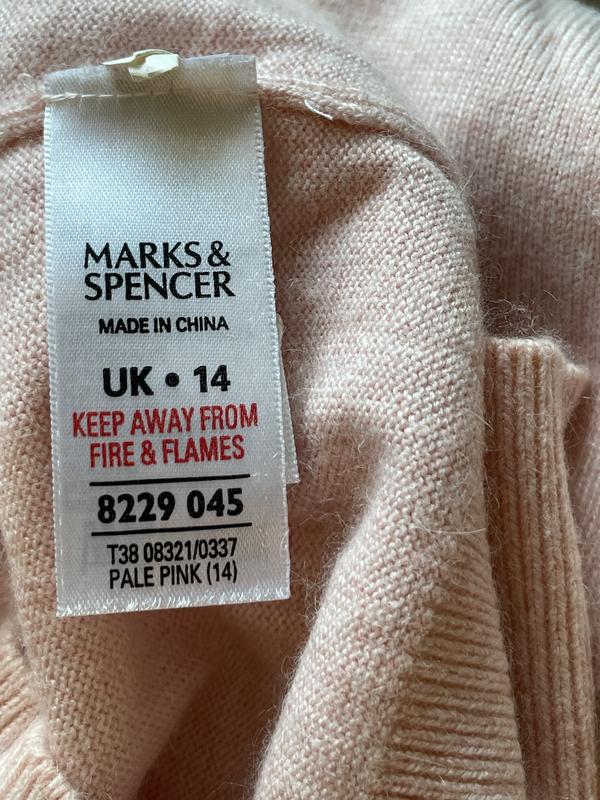 MARKS &
SPENCER
MADE IN CHINA
UK • 14
KEEP AWAY FROM
FIRE & FLAMES
8229 045
T38 08321/0337
PALE PINK (14)